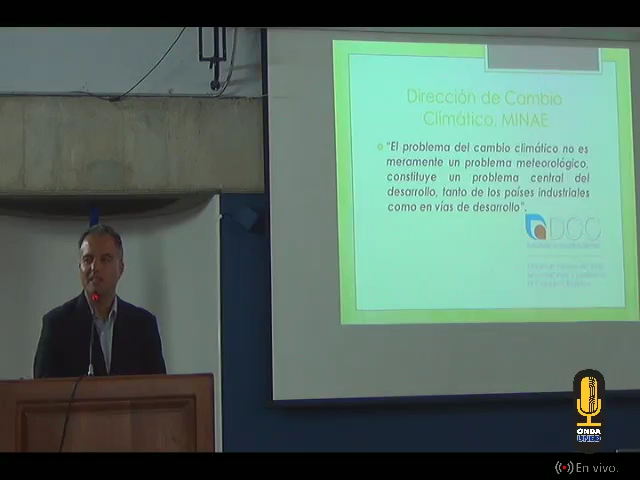 Dirección de Cambio
Climático, MINAE
"El problema del cambio climático no es
meramente un problema meteorológico,
constituye un problema central del
desarrollo, tanto de los países industriales
como en vías de desarrollo".
DCC
ONDA
UNED
En vivo.